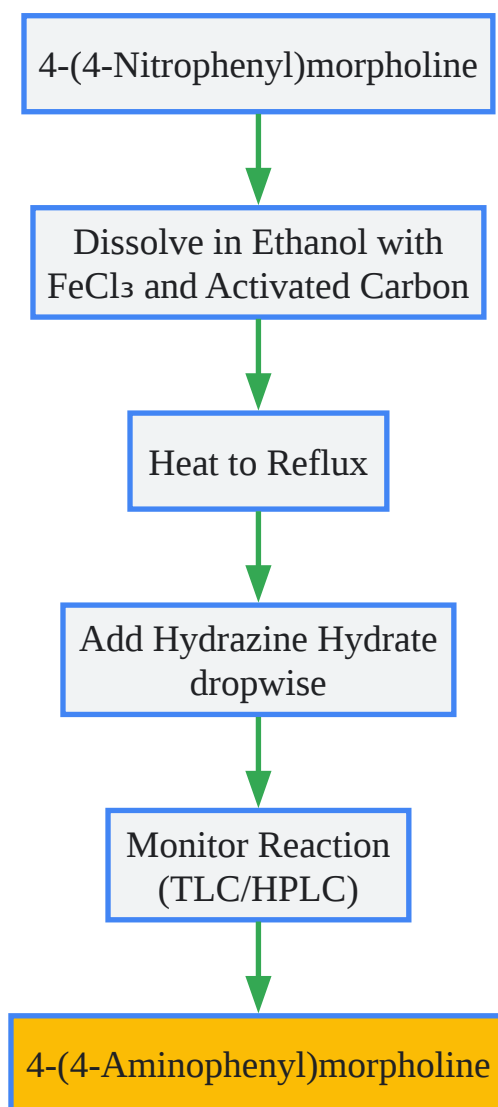 4-(4-Nitrophenyl)morpholine
Dissolve in Ethanol with
FeCl₃ and Activated Carbon
Heat to Reflux
Add Hydrazine Hydrate
dropwise
Monitor Reaction
(TLC/HPLC)
4-(4-Aminophenyl)morpholine